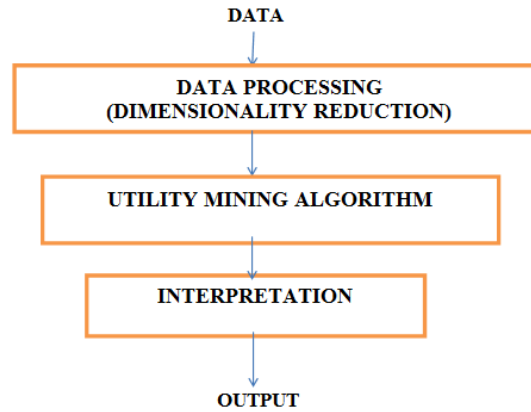 DATA
DATA PROCESSING
(DIMENSIONALITY REDUCTION)
UTILITY MINING ALGORITHM
INTERPRETATION
OUTPUT